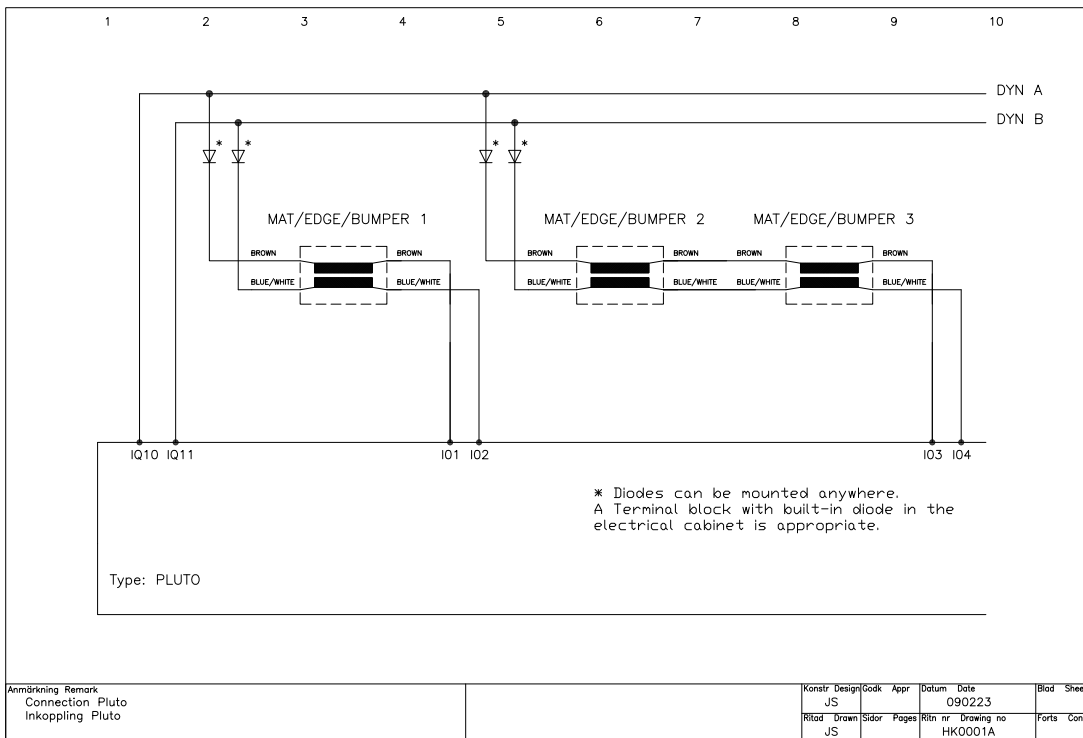 1 2 3 4 5 6 7 8 9 10
DYN A
DYN B
* * * *
MAT/EDGE/BUMPER 1 MAT/EDGE/BUMPER 2 MAT/EDGE/BUMPER 3
BROWN BROWN BROWN BROWN BROWN BROWN
BLUE/WHITE BLUE/WHITE BLUE/WHITE BLUE/WHITE BLUE/WHITE BLUE/WHITE
IQ10 IQ11 I01 I02 I03 I04
* Diodes can be mounted anywhere.
A Terminal block with built-in diode in the
electrical cabinet is appropriate.
Type: PLUTO
Anmärkning Remark
Connection Pluto
Inkoppling Pluto
Konstr Design Godk Appr Datum Date Blad Shee
JS 090223
Ritad Drawn Sidor Pages Ritn nr Drawing no Forts Con
JS HK0001A